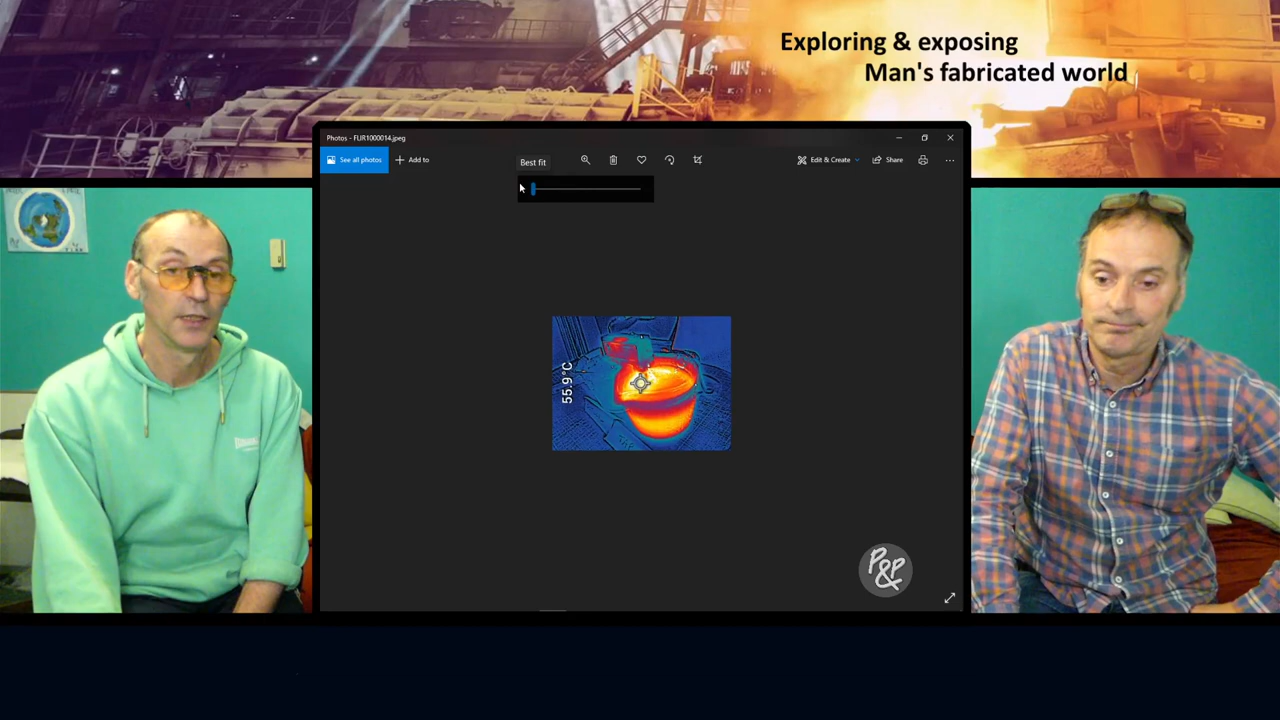 Exploring & exposing
Man's fabricated world
Photos - FLIR1000014.jpeg
See all photos
Add to
Best fit
Edit & Create
Share
55.9°C
P&P